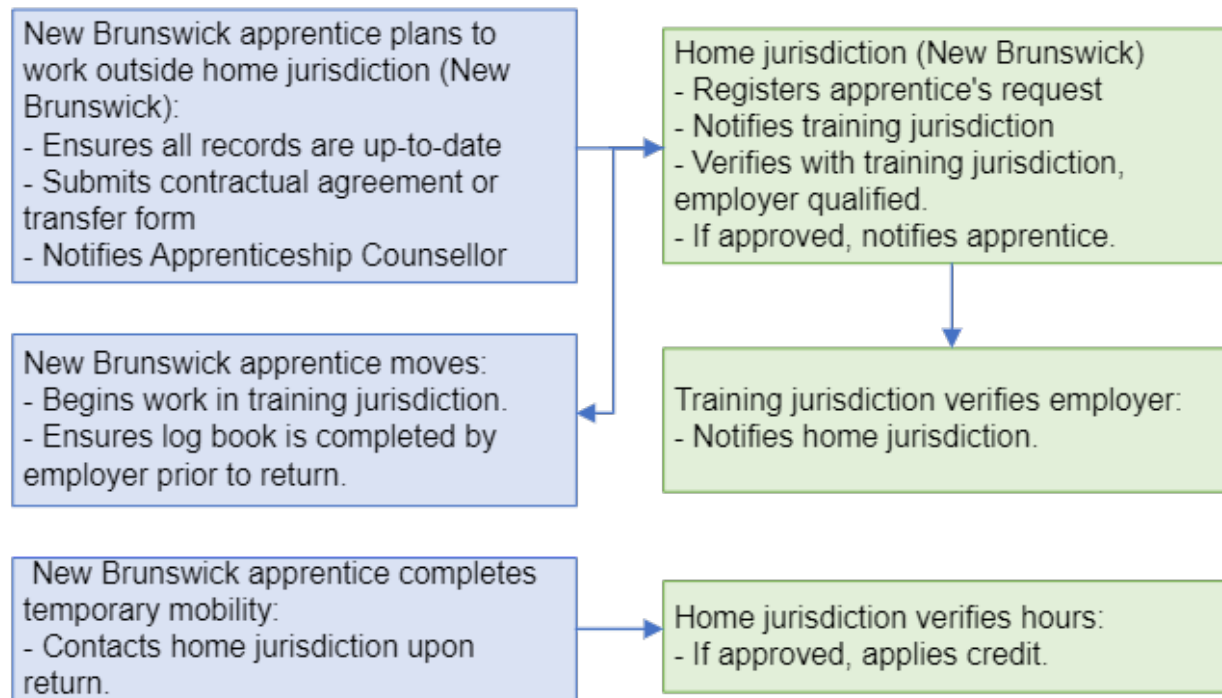 New Brunswick apprentice plans to
work outside home jurisdiction (New
Brunswick):
- Ensures all records are up-to-date
- Submits contractual agreement or
transfer form
- Notifies Apprenticeship Counsellor
Home jurisdiction (New Brunswick)
- Registers apprentice's request
- Notifies training jurisdiction
- Verifies with training jurisdiction,
employer qualified.
- If approved, notifies apprentice.
New Brunswick apprentice moves:
- Begins work in training jurisdiction.
- Ensures log book is completed by
employer prior to return.
Training jurisdiction verifies employer:
- Notifies home jurisdiction.
New Brunswick apprentice completes
temporary mobility:
- Contacts home jurisdiction upon
return.
Home jurisdiction verifies hours:
- If approved, applies credit.